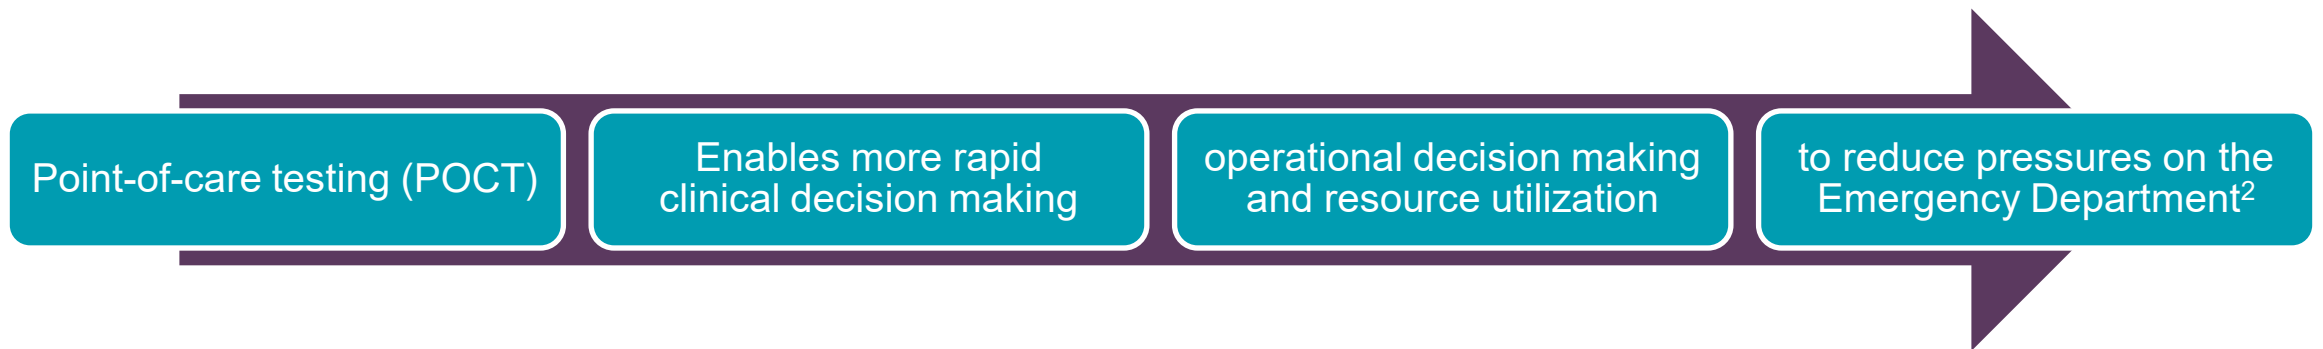 Point-of-care testing (POCT)
Enables more rapid
clinical decision making
operational decision making
and resource utilization
to reduce pressures on the
Emergency Department²